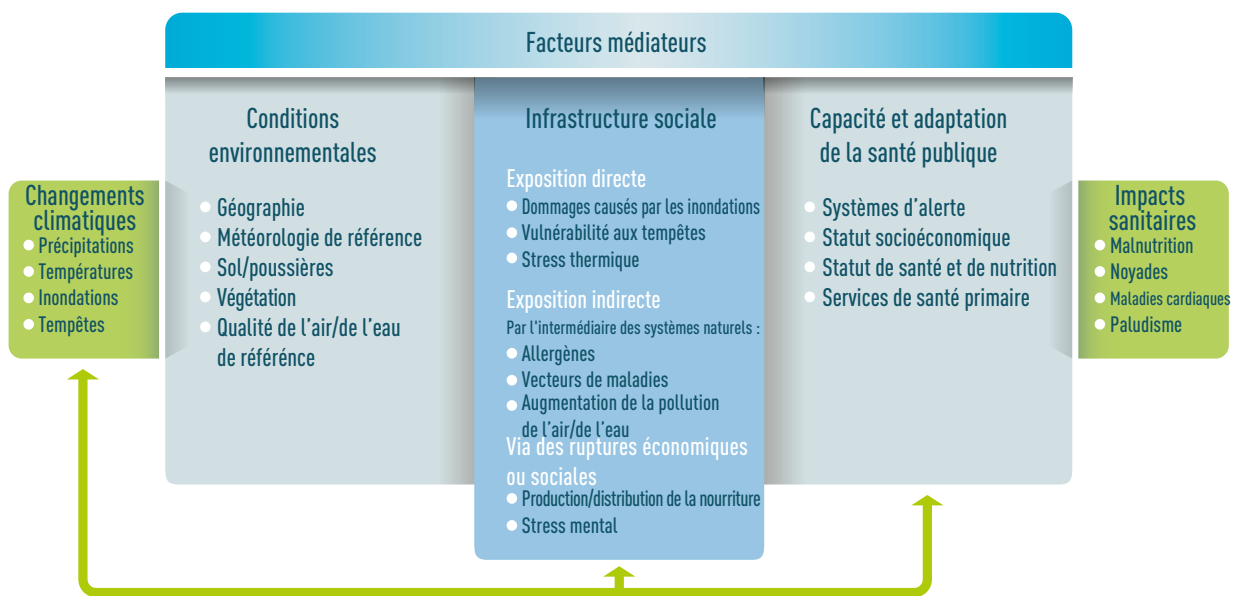 Facteurs médiateurs
Changements
climatiques
Précipitations
Températures
Inondations
Tempêtes
Conditions
environnementales
Géographie
Météorologie de référence
Sol/poussières
Végétation
Qualité de l'air/de l'eau
de référénce
Infrastructure sociale
Exposition directe
Dommages causés par les inondations
Vulnérabilité aux tempêtes
Stress thermique
Exposition indirecte
Par l'intermédiaire des systèmes naturels :
Allergènes
Vecteurs de maladies
Augmentation de la pollution
de l'air/de l'eau
Via des ruptures économiques
ou sociales
Production/distribution de la nourriture
Stress mental
Capacité et adaptation
de la santé publique
Systèmes d'alerte
Statut socioéconomique
Statut de santé et de nutrition
Services de santé primaire
Impacts
sanitaires
Malnutrition
Noyades
Maladies cardiaques
Paludisme